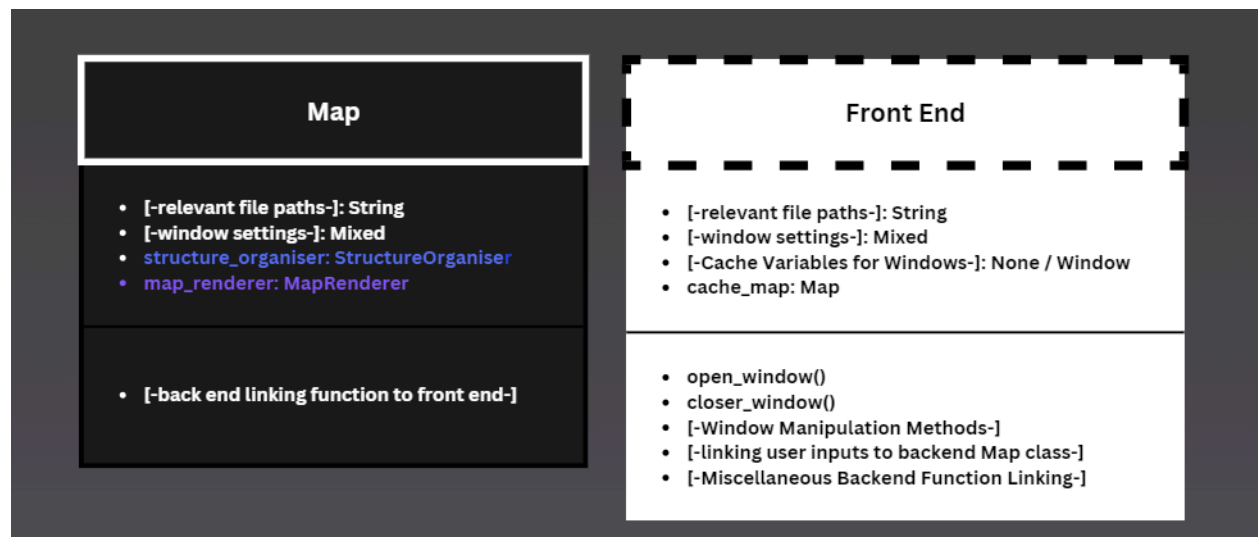 Map
• [-relevant file paths-]: String
• [-window settings-]: Mixed
• structure_organiser: StructureOrganiser
• map_renderer: MapRenderer
• [-back end linking function to front end-]
Front End
• [-relevant file paths-]: String
• [-window settings-]: Mixed
• [-Cache Variables for Windows-]: None / Window
• cache_map: Map
• open_window()
• closer_window()
• [-Window Manipulation Methods-]
• [-linking user inputs to backend Map class-]
• [-Miscellaneous Backend Function Linking-]